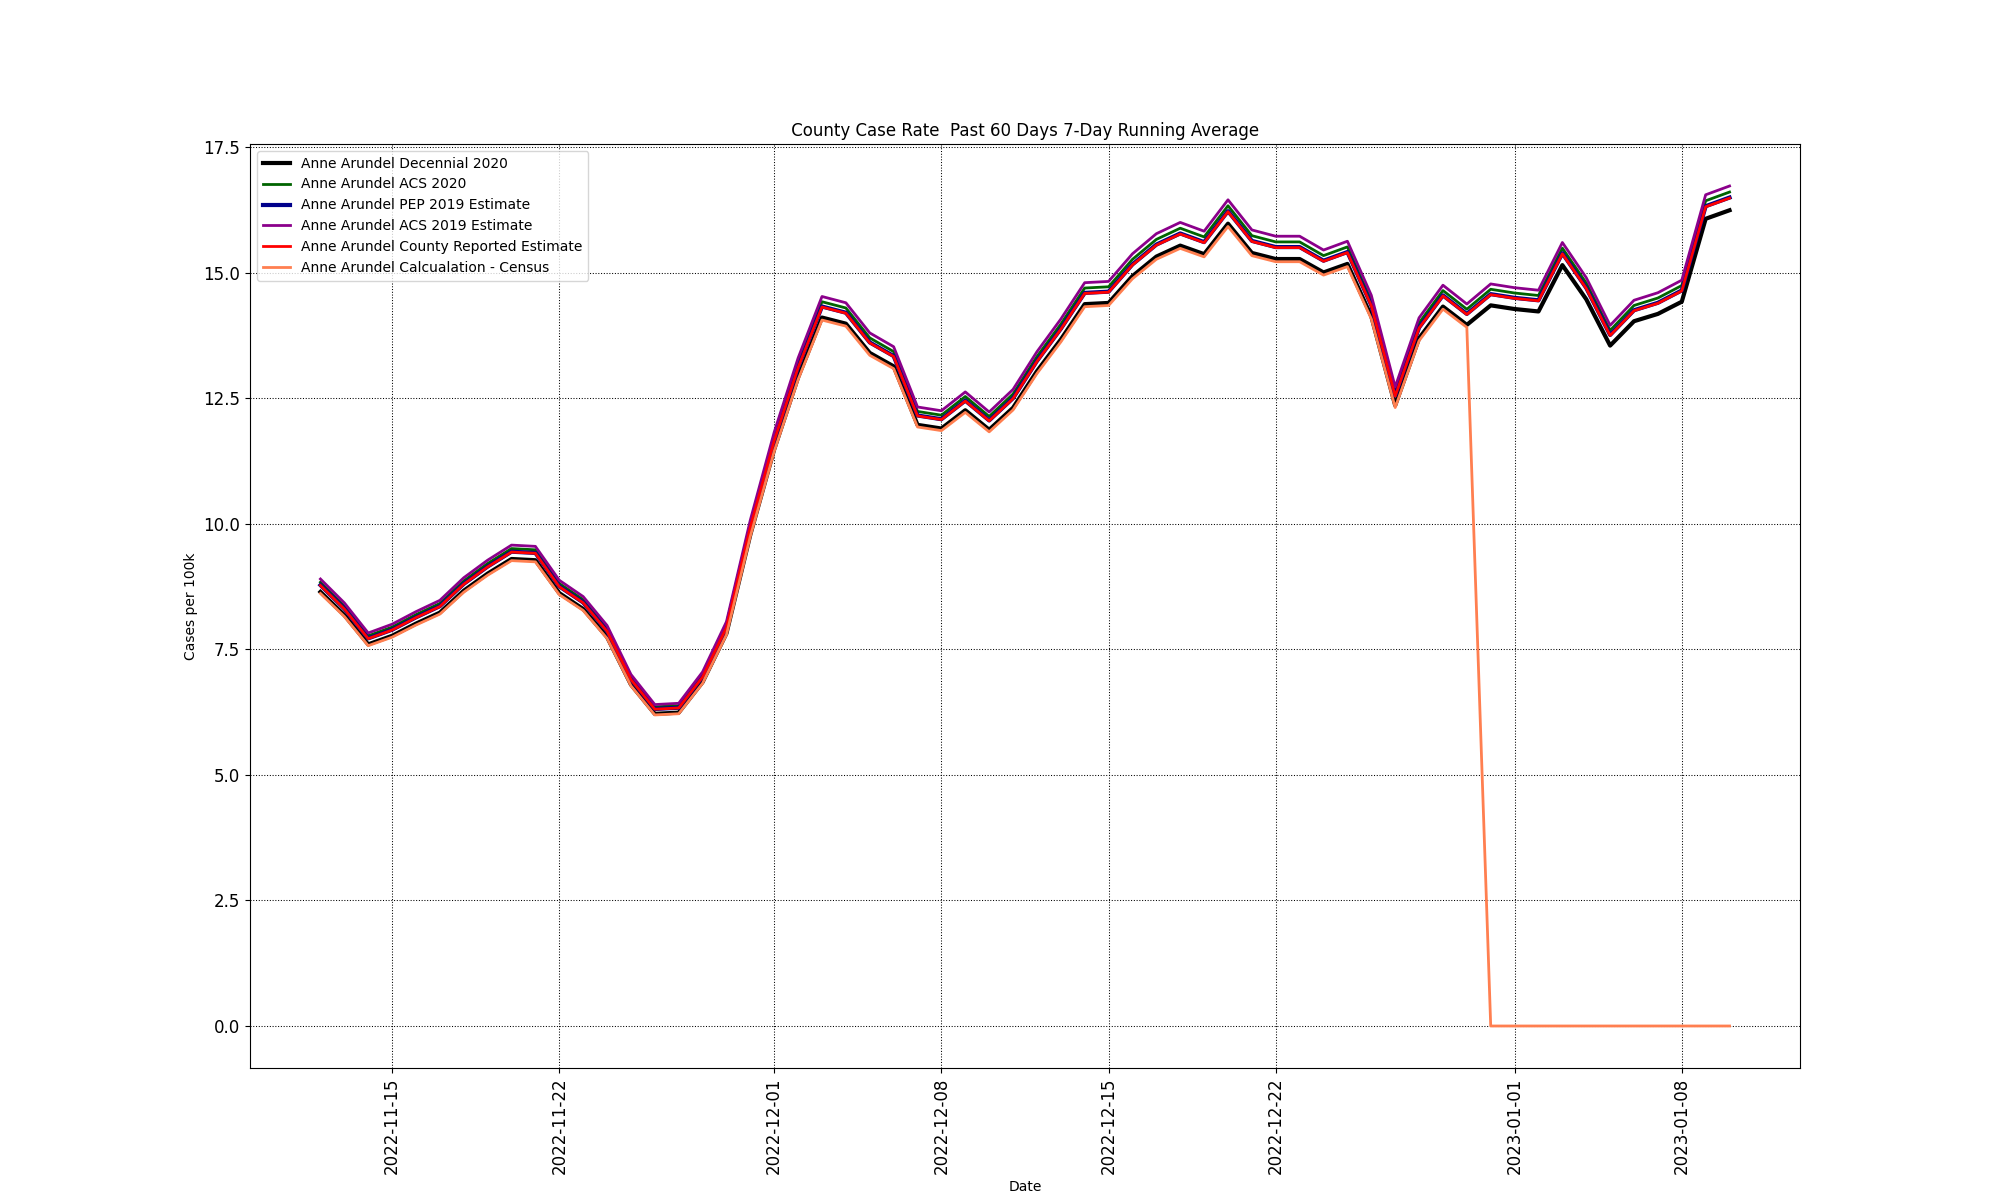 County Case Rate  Past 60 Days 7-Day Running Average
17.5
15.0
12.5
10.0
7.5
5.0
2.5
0.0
Cases per 100k
Anne Arundel Decennial 2020
Anne Arundel ACS 2020
Anne Arundel PEP 2019 Estimate
Anne Arundel ACS 2019 Estimate
Anne Arundel County Reported Estimate
Anne Arundel Calcualation - Census
2022-11-15
2022-11-22
2022-12-01
2022-12-08
2022-12-15
2022-12-22
2023-01-01
2023-01-08
Date